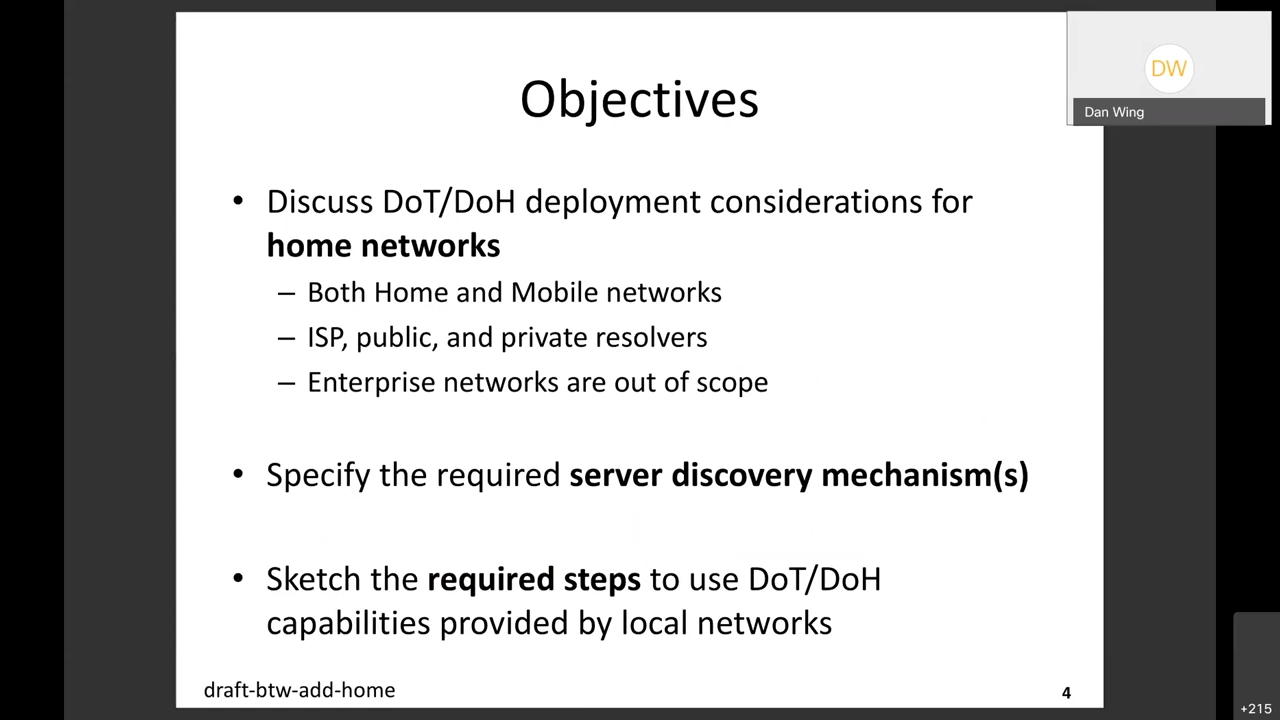 Objectives
DW
Dan Wing
• Discuss DoT/DoH deployment considerations for
home networks
– Both Home and Mobile networks
– ISP, public, and private resolvers
– Enterprise networks are out of scope
• Specify the required server discovery mechanism(s)
• Sketch the required steps to use DoT/DoH
capabilities provided by local networks
draft-btw-add-home
4
+215